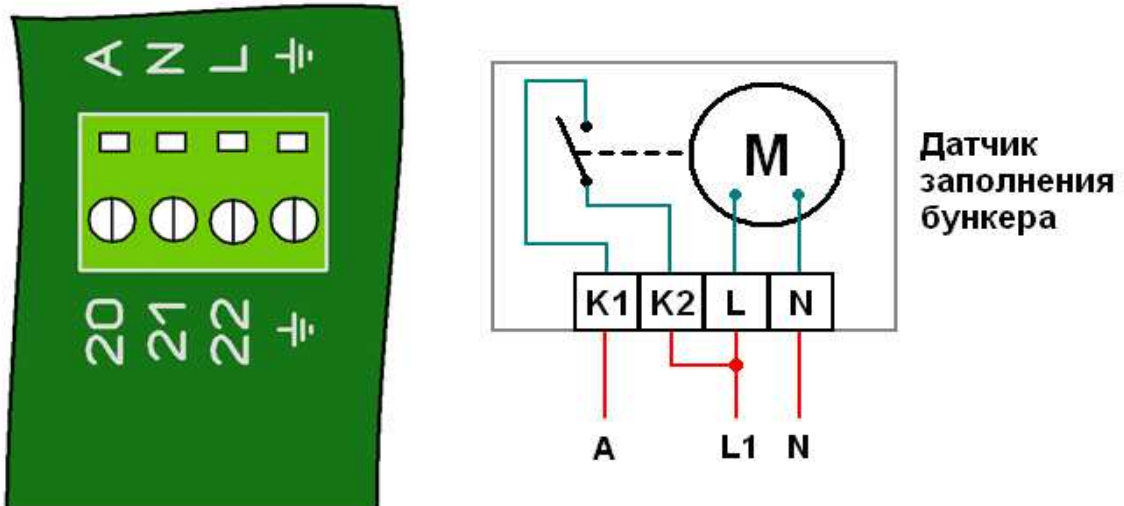 A N L
20 21 22
M
Датчик
заполнения
бункера
K1 K2 L N
A L1 N